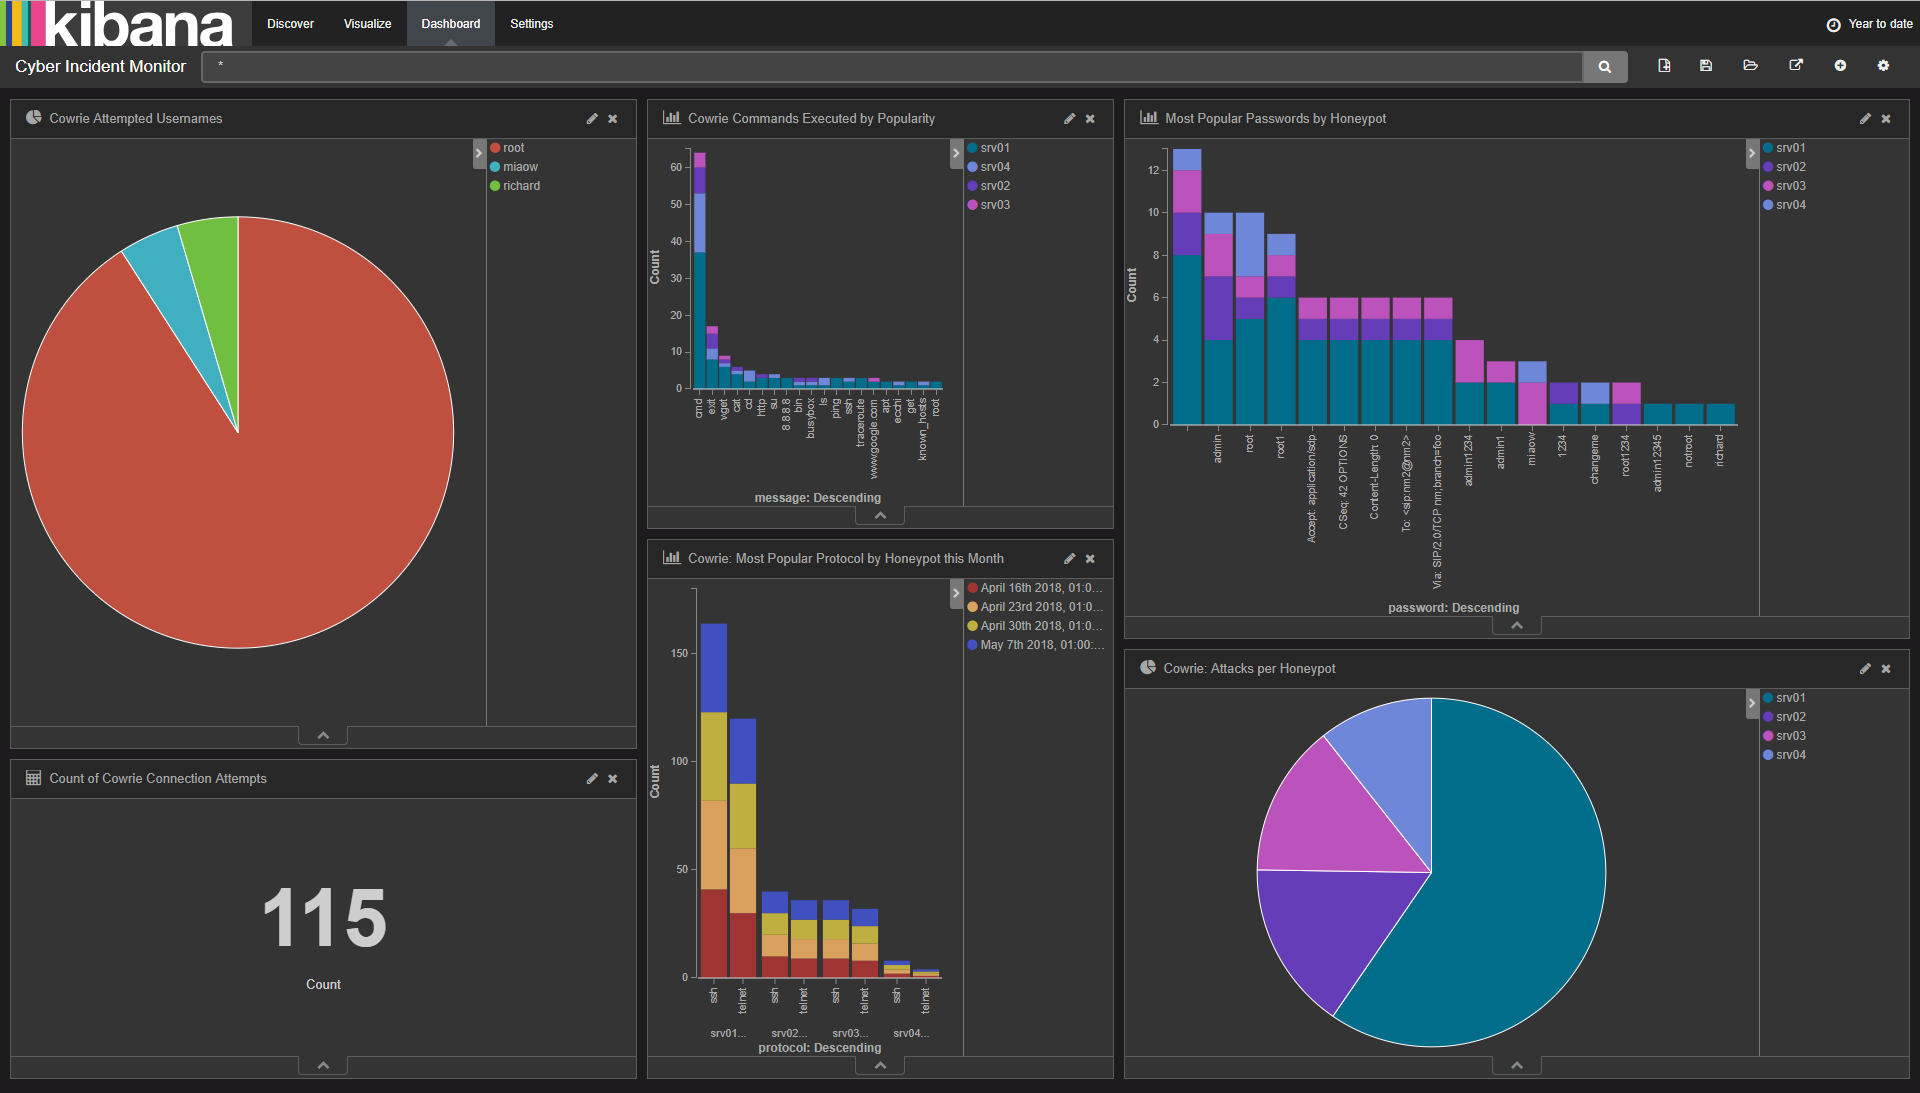 kibana
Discover
Visualize
Dashboard
Settings
Year to date
Cyber Incident Monitor
*
Cowrie Attempted Usernames
root
miaow
richard
Count of Cowrie Connection Attempts
115
Count
Cowrie Commands Executed by Popularity
srv01
srv04
srv02
srv03
Count
60
50
40
30
20
10
0
cmd
exit
wget
cat
cd
http
su
8.8.8.8
bin
busybox
ls
ping
ssh
traceroute
www.google.com
apt
ecchi
get
known_hosts
root
message: Descending
Cowrie: Most Popular Protocol by Honeypot this Month
April 16th 2018, 01:0...
April 23rd 2018, 01:0...
April 30th 2018, 01:0...
May 7th 2018, 01:00:...
Count
150
100
50
0
ssh
telnet
ssh
telnet
ssh
telnet
ssh
telnet
srv01...
srv02...
srv03...
srv04...
protocol: Descending
Most Popular Passwords by Honeypot
srv01
srv02
srv03
srv04
Count
12
10
8
6
4
2
0
admin
root
root1
Accept: application/sdp
CSeq: 42 OPTIONS
Content-Length: 0
To: <sip:nm2@nm2>
Via: SIP/2.0/TCP nm;branch=foo
admin1234
admin1
miaow
1234
changeme
root1234
admin12345
notroot
richard
password: Descending
Cowrie: Attacks per Honeypot
srv01
srv02
srv03
srv04